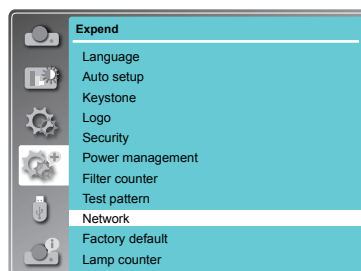 Expend
Language
Auto setup
Keystone
Logo
Security
Power management
Filter counter
Test pattern
Network
Factory default
Lamp counter